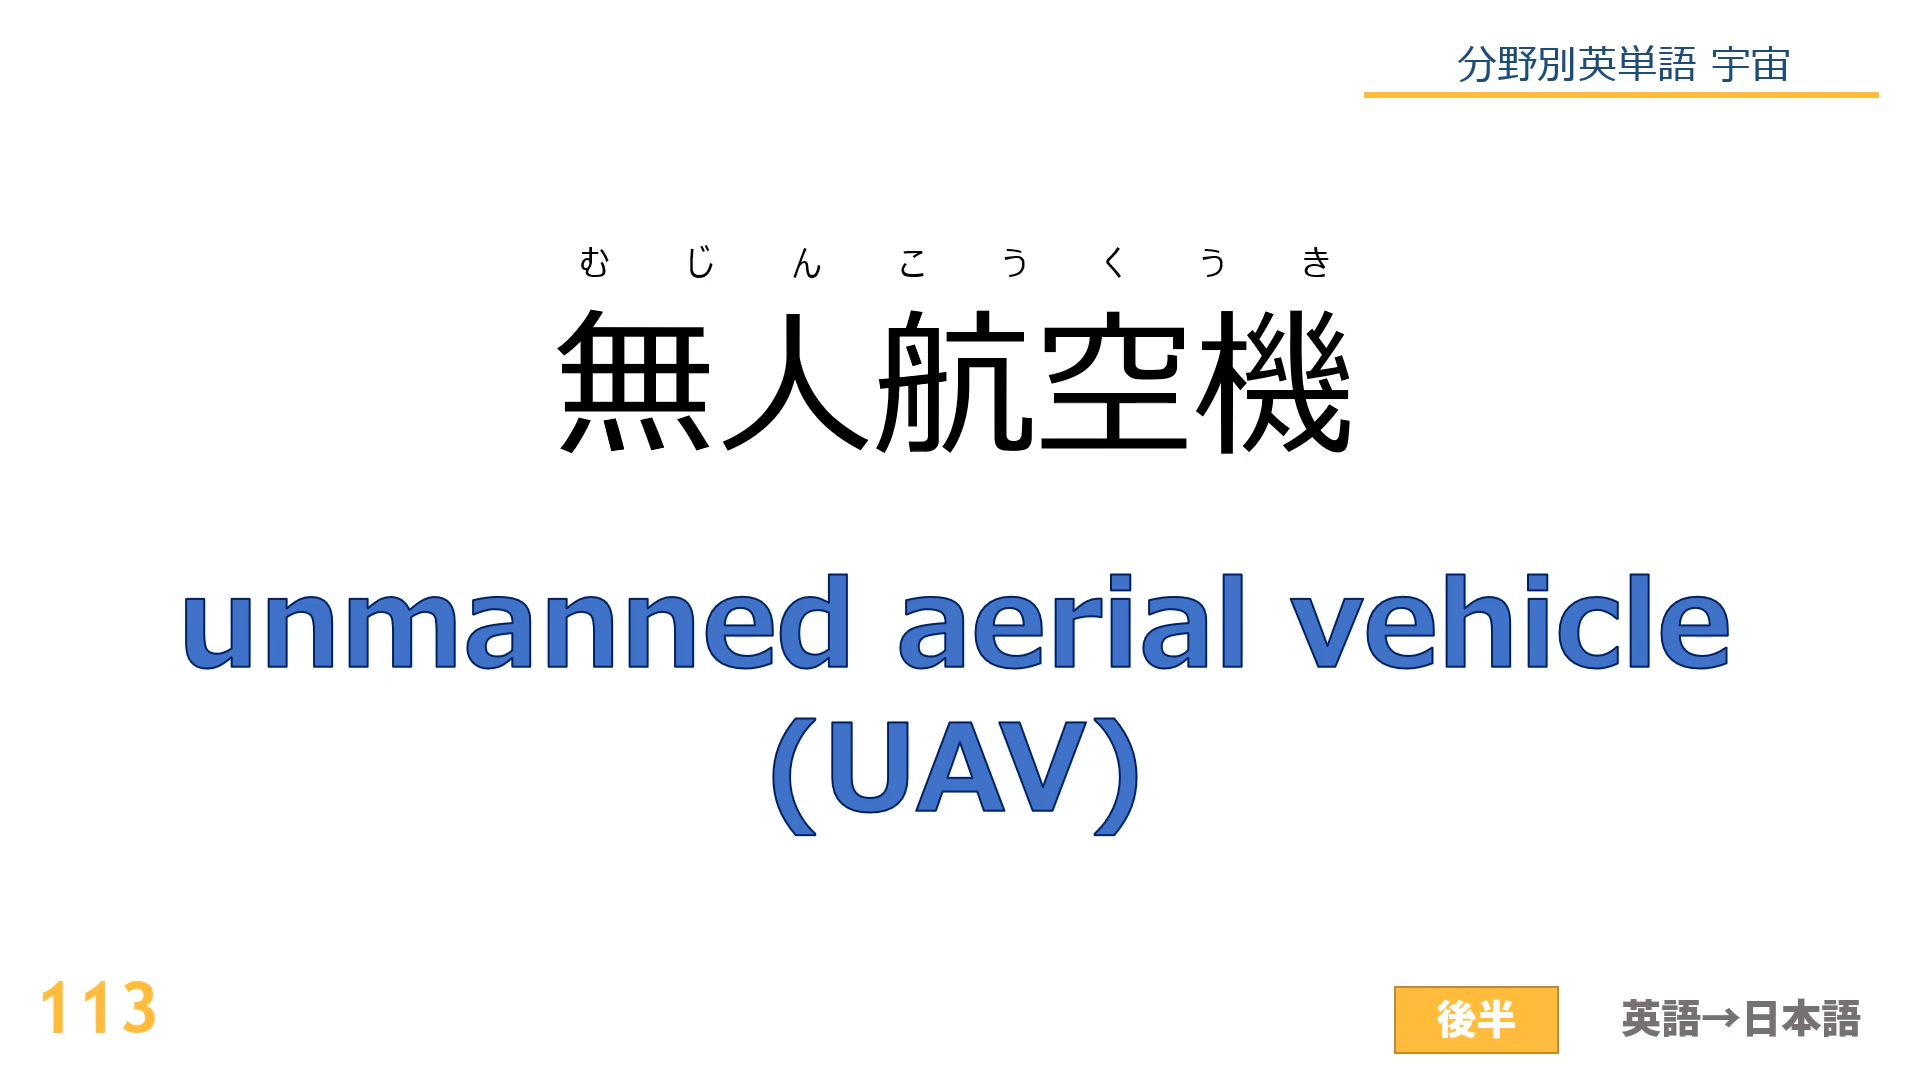 分野別英単語 宇宙
むじんこうくうき
無人航空機
unmanned aerial vehicle
(UAV)
113
後半
英語→日本語